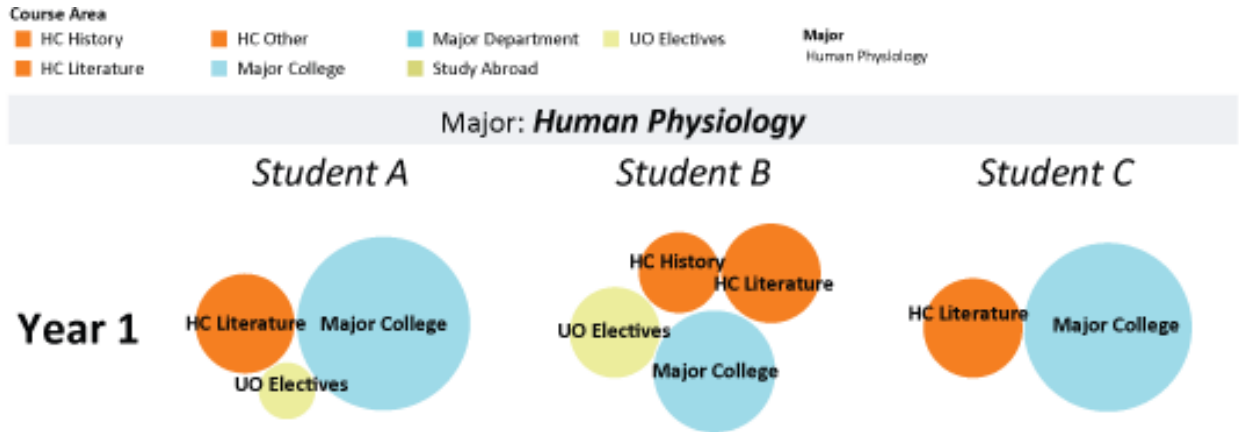 Course Area
HC History
HC Other
Major Department
UO Electives
Major
HC Literature
Major College
Study Abroad
Human Physiology
Major: Human Physiology
Student A
Student B
Student C
Year 1
HC Literature
Major College
UO Electives
HC History
HC Literature
UO Electives
Major College
HC Literature
Major College